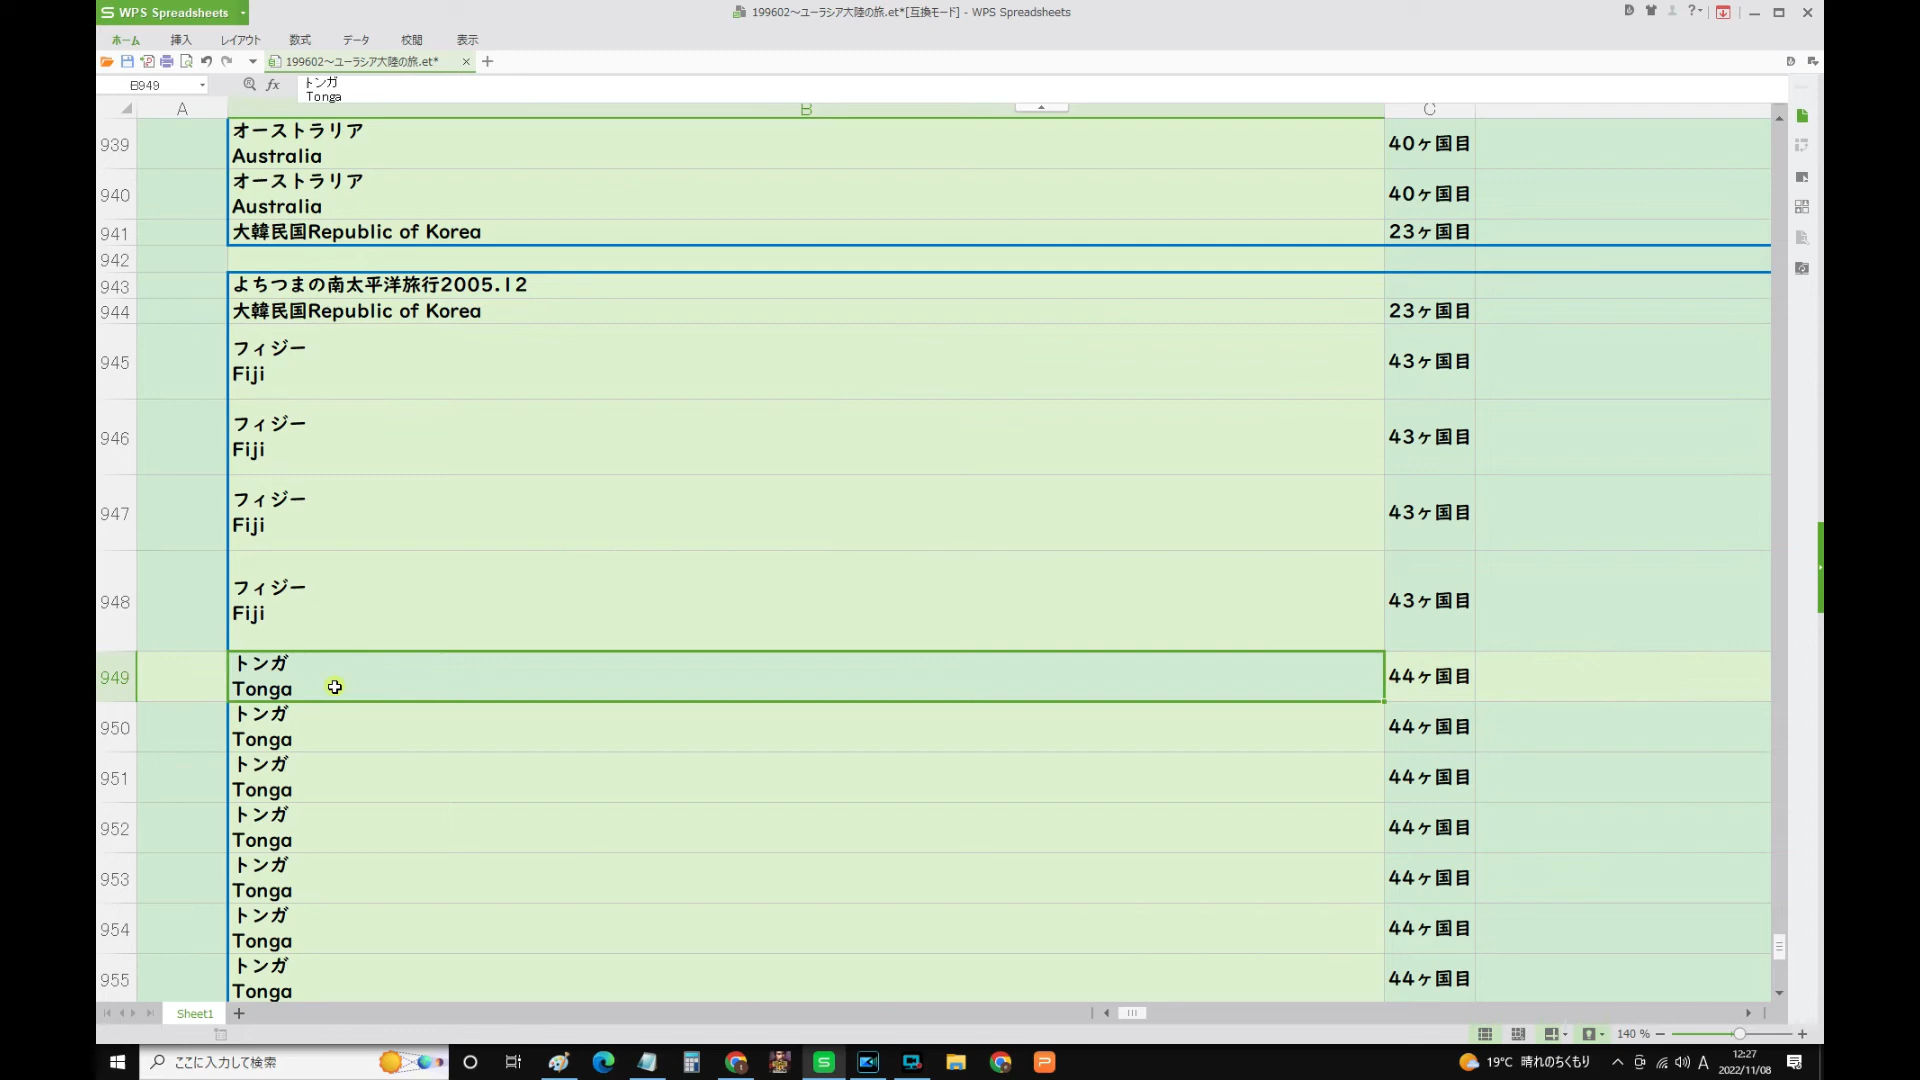 WPS Spreadsheets
199602～ユーラシア大陸の旅.et*[互換モード] - WPS Spreadsheets
ホーム 挿入 レイアウト 数式 データ 校閲 表示
199602～ユーラシア大陸の旅.et*
B949 fx トンガ
Tonga
A B C
939 オーストラリア
Australia 40ヶ国目
940 オーストラリア
Australia 40ヶ国目
941 大韓民国Republic of Korea 23ヶ国目
942
943 よちつまの南太平洋旅行2005.12
944 大韓民国Republic of Korea 23ヶ国目
945 フィジー
Fiji 43ヶ国目
946 フィジー
Fiji 43ヶ国目
947 フィジー
Fiji 43ヶ国目
948 フィジー
Fiji 43ヶ国目
949 トンガ
Tonga 44ヶ国目
950 トンガ
Tonga 44ヶ国目
951 トンガ
Tonga 44ヶ国目
952 トンガ
Tonga 44ヶ国目
953 トンガ
Tonga 44ヶ国目
954 トンガ
Tonga 44ヶ国目
955 トンガ
Tonga 44ヶ国目
Sheet1
140 %
ここに入力して検索
19°C 晴れのちくもり A 12:27
2022/11/08